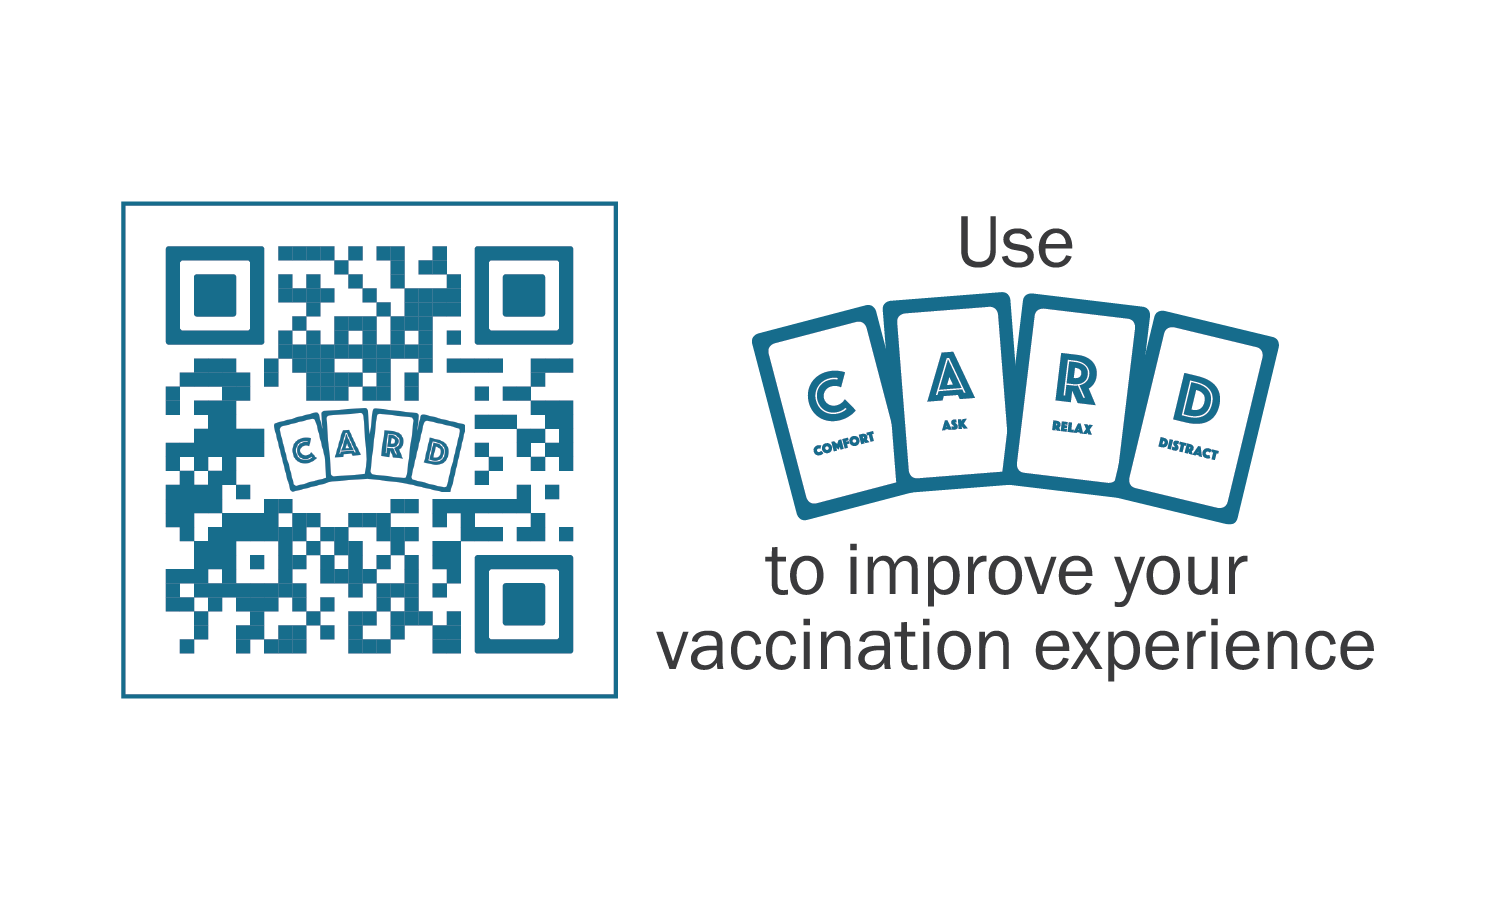 C A R D
Use
C A R D
COMFORT ASK RELAX DISTRACT
to improve your
vaccination experience